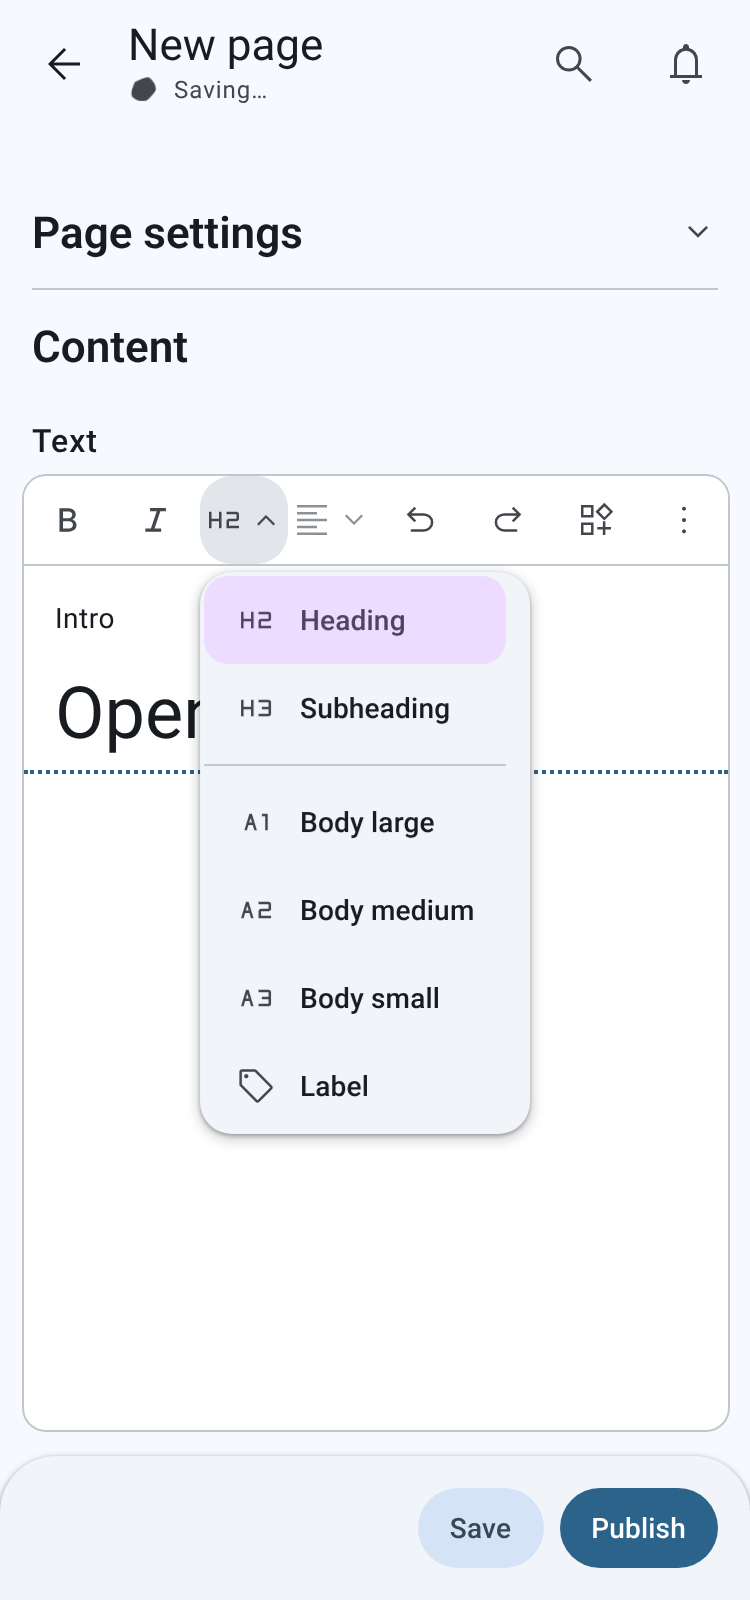 New page
Saving...
Page settings
Content
Text
B I H2
Intro
H2 Heading
H3 Subheading
A1 Body large
A2 Body medium
A3 Body small
Label
Save Publish